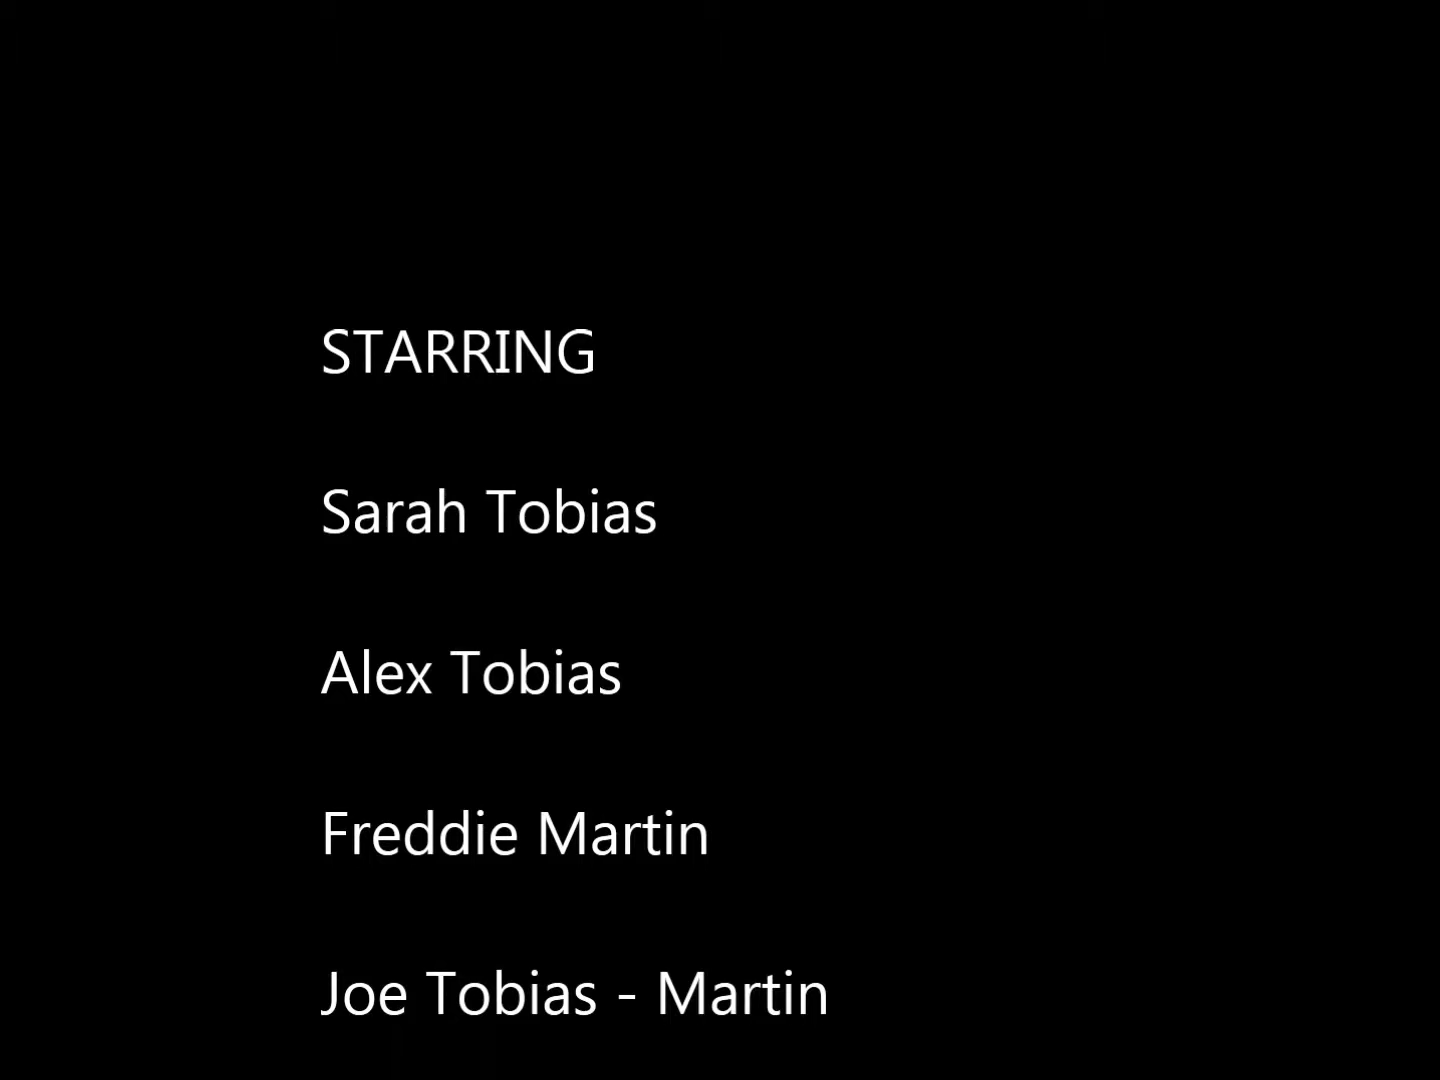 STARRING
Sarah Tobias
Alex Tobias
Freddie Martin
Joe Tobias - Martin